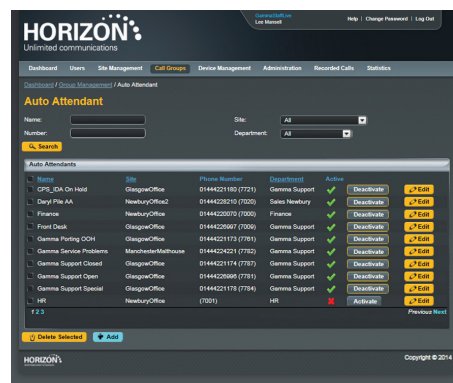 HORIZON
Unlimited communications
GammaStaffLive
Lee Mansell
Help | Change Password | Log Out
Dashboard Users Site Management Call Groups Device Management Administration Recorded Calls Statistics
Dashboard / Group Management / Auto Attendant
Auto Attendant
Name: Site: All
Number: Department: All
Search
Auto Attendants
Name Site Phone Number Department Active
CPS_IDA On Hold GlasgowOffice 01444221180 (7721) Gamma Support Deactivate Edit
Daryl Pile AA NewburyOffice2 01444228210 (7020) Sales Newbury Deactivate Edit
Finance NewburyOffice 01444220070 (7000) Finance Deactivate Edit
Front Desk GlasgowOffice 01444226997 (7009) Gamma Support Deactivate Edit
Gamma Porting OOH GlasgowOffice 01444221173 (7761) Gamma Support Deactivate Edit
Gamma Service Problems ManchesterMalthouse 01444224221 (7782) Gamma Support Deactivate Edit
Gamma Support Closed GlasgowOffice 01444221174 (7787) Gamma Support Deactivate Edit
Gamma Support Open GlasgowOffice 01444226996 (7781) Gamma Support Deactivate Edit
Gamma Support Special GlasgowOffice 01444221178 (7784) Gamma Support Deactivate Edit
HR NewburyOffice (7001) HR Activate Edit
1 2 3 Previous Next
Delete Selected Add
HORIZON Copyright © 2014